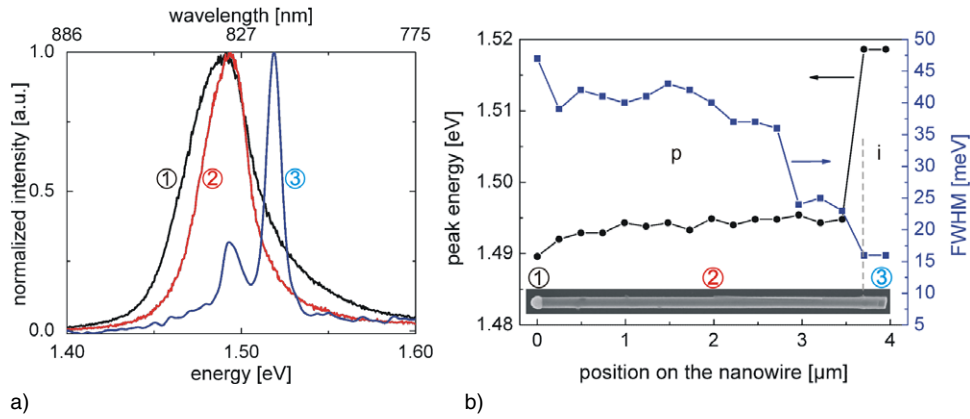 wavelength [nm]
886 827 775
1.0
0.5
0.0
normalized intensity [a.u.]
① ② ③
1.40 1.50 1.60
energy [eV]
a)
1.52
1.51
1.50
1.49
1.48
peak energy [eV]
p i
50
45
40
35
30
25
20
15
10
5
FWHM [meV]
① ② ③
0 1 2 3 4
position on the nanowire [µm]
b)